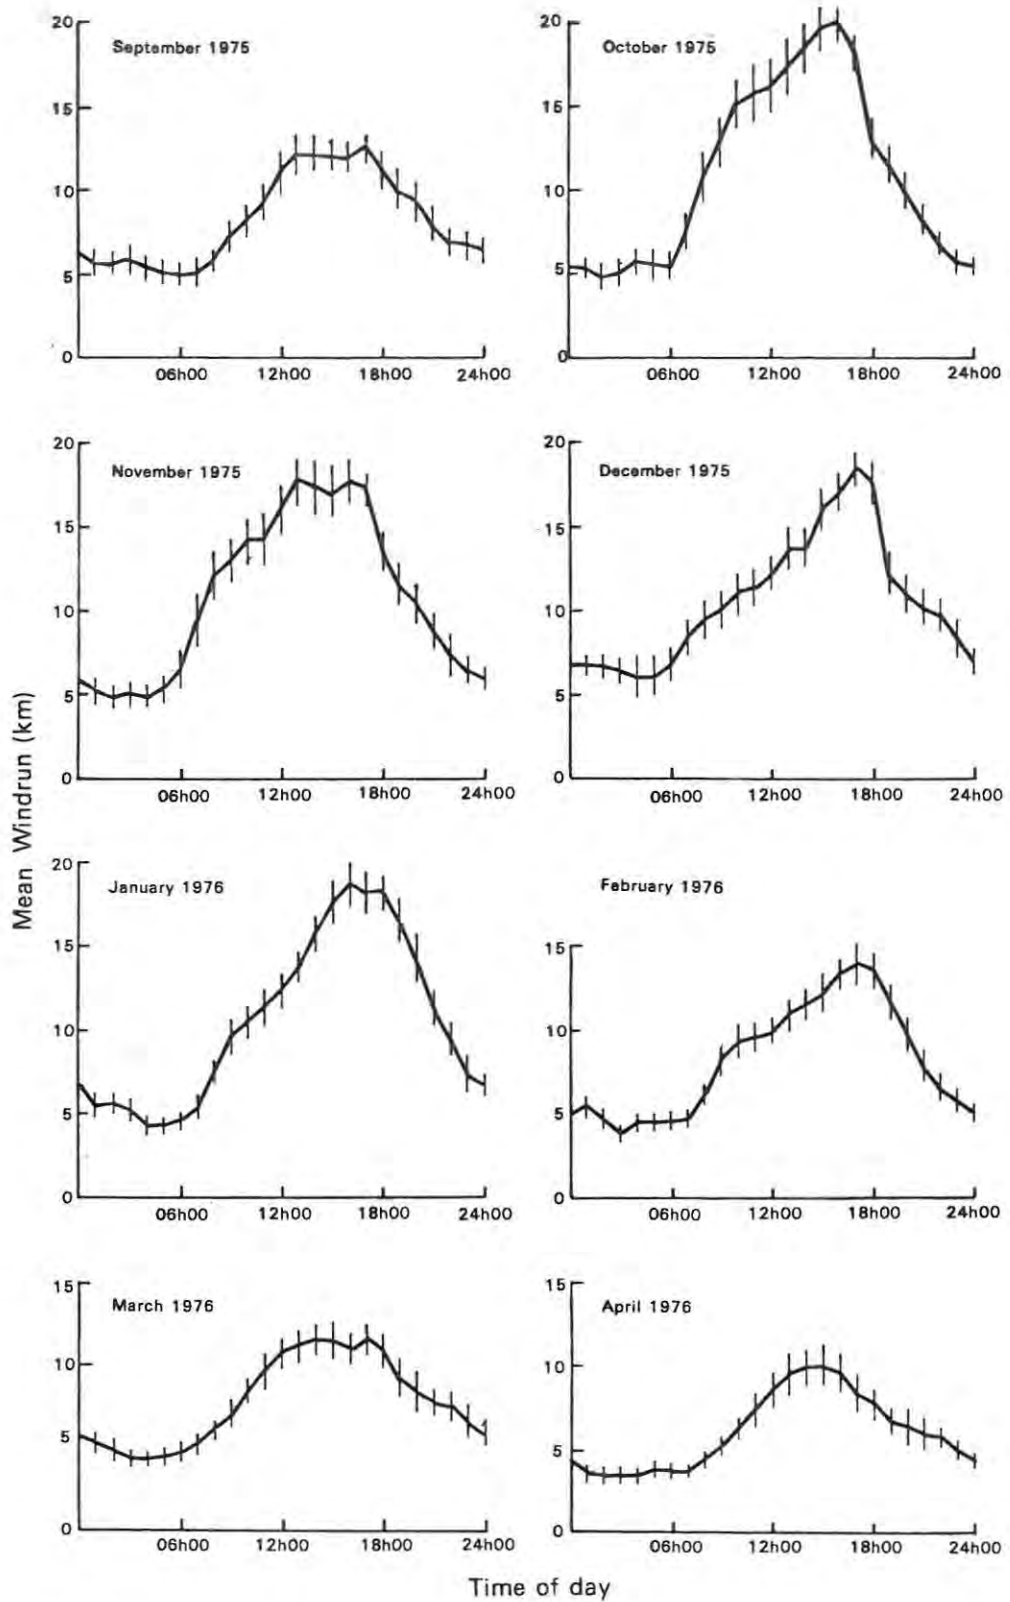 20
September 1975
15
10
5
0
06h00 12h00 18h00 24h00
20
October 1975
15
10
5
0
06h00 12h00 18h00 24h00
20
November 1975
15
10
5
0
06h00 12h00 18h00 24h00
20
December 1975
15
10
5
0
06h00 12h00 18h00 24h00
Mean Windrun (km)
20
January 1976
15
10
5
0
06h00 12h00 18h00 24h00
February 1976
15
10
5
0
06h00 12h00 18h00 24h00
15
March 1976
10
5
0
06h00 12h00 18h00 24h00
15
April 1976
10
5
0
06h00 12h00 18h00 24h00
Time of day